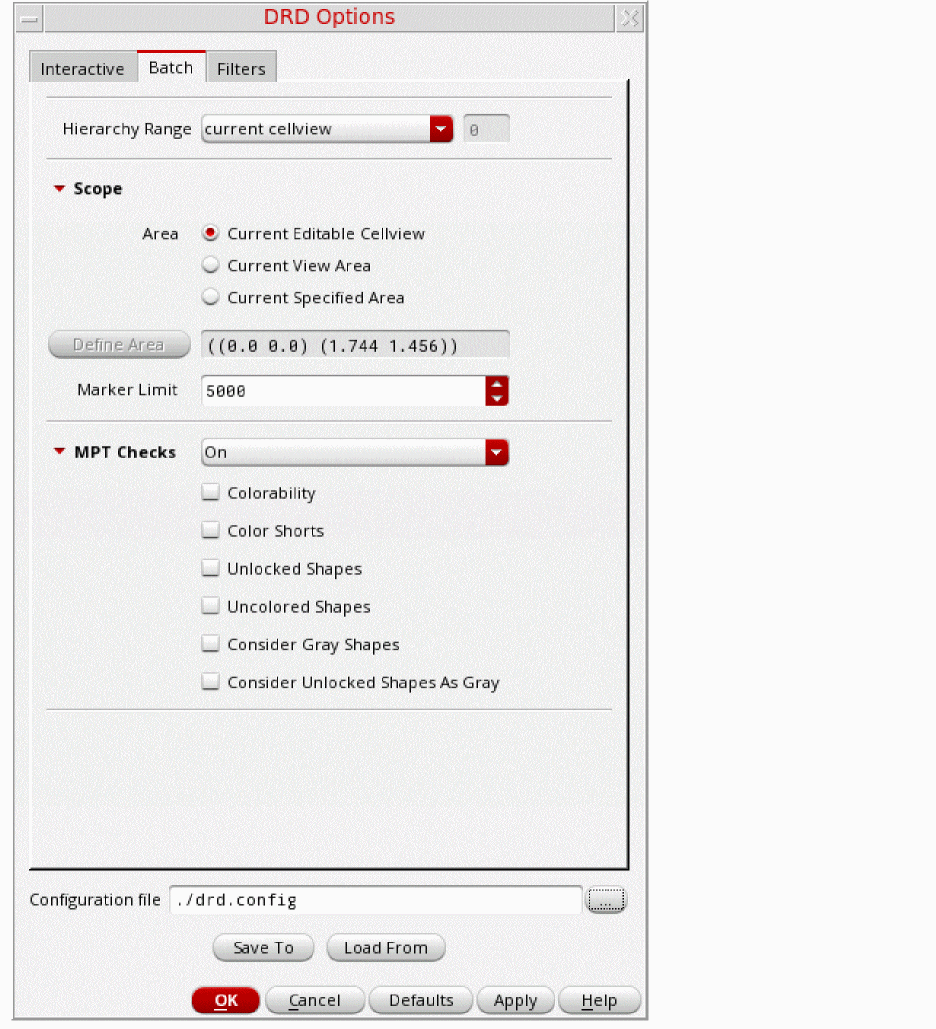 DRD Options
Interactive Batch Filters
Hierarchy Range current cellview 0
Scope
Area Current Editable Cellview
Current View Area
Current Specified Area
Define Area ((0.0 0.0) (1.744 1.456))
Marker Limit 5000
MPT Checks On
Colorability
Color Shorts
Unlocked Shapes
Uncolored Shapes
Consider Gray Shapes
Consider Unlocked Shapes As Gray
Configuration file ./drd.config ...
Save To Load From
OK Cancel Defaults Apply Help